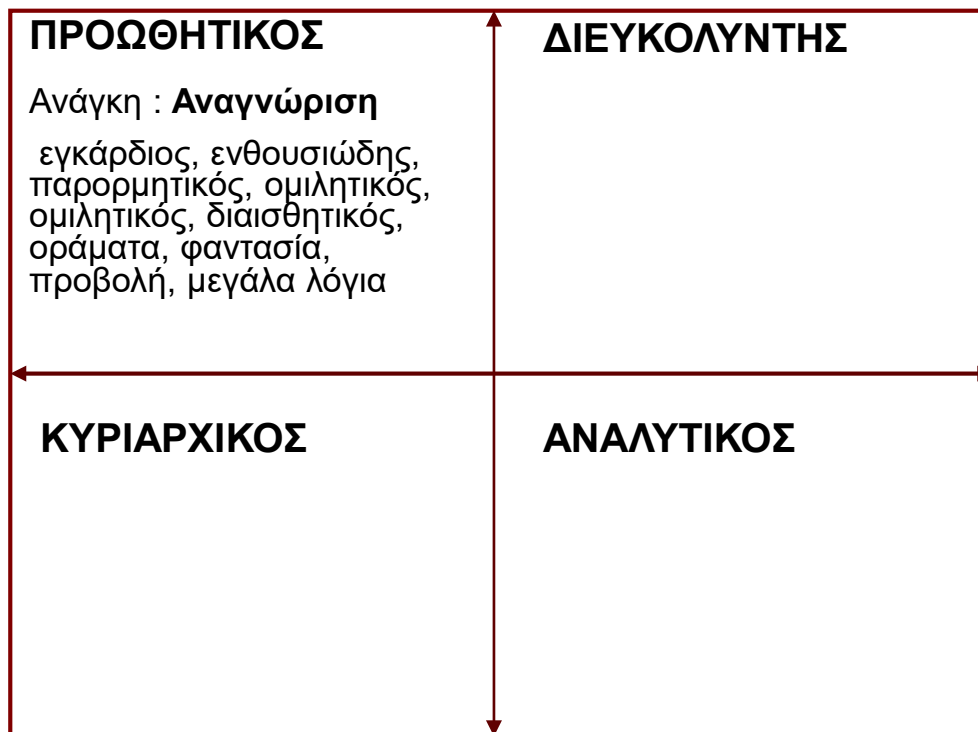 ΠΡΟΩΘΗΤΙΚΟΣ
Ανάγκη : Αναγνώριση
εγκάρδιος, ενθουσιώδης,
παρορμητικός, ομιλητικός,
ομιλητικός, διαισθητικός,
οράματα, φαντασία,
προβολή, μεγάλα λόγια
ΔΙΕΥΚΟΛΥΝΤΗΣ
ΚΥΡΙΑΡΧΙΚΟΣ
ΑΝΑΛΥΤΙΚΟΣ